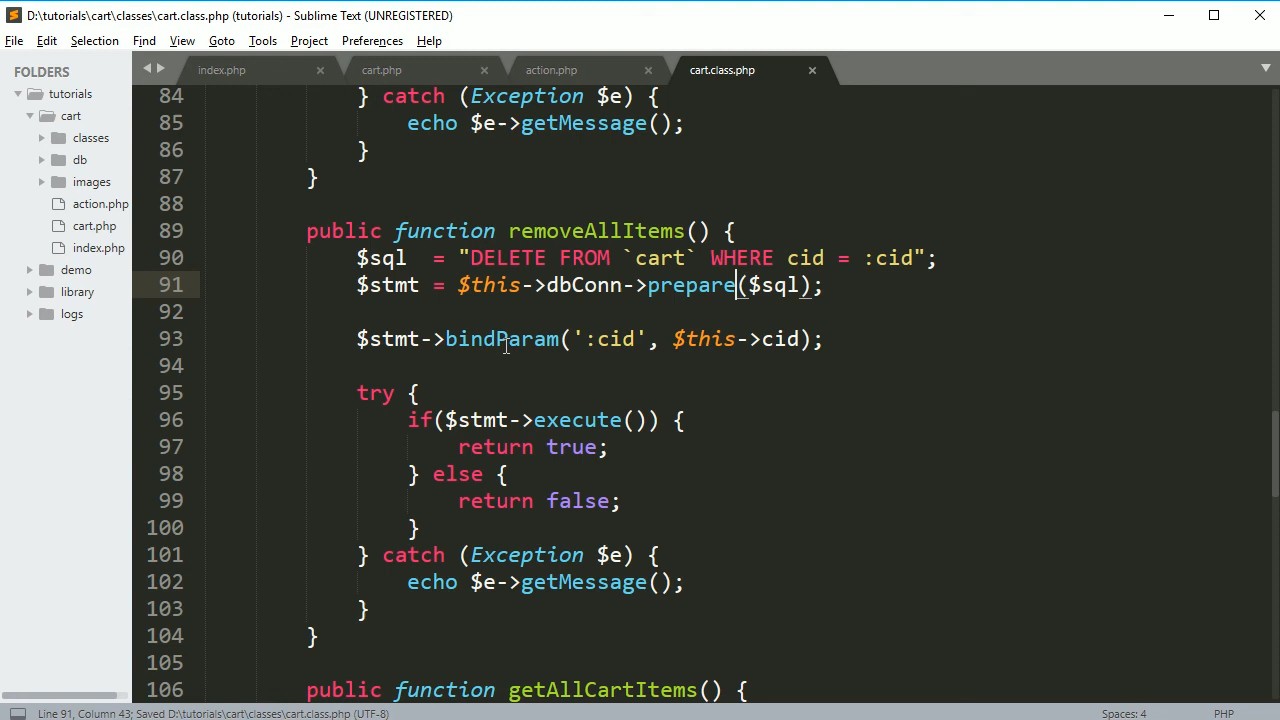 D:\tutorials\cart\classes\cart.class.php (tutorials) - Sublime Text (UNREGISTERED)
File Edit Selection Find View Goto Tools Project Preferences Help
FOLDERS
tutorials
cart
classes
db
images
action.php
cart.php
index.php
demo
library
logs
index.php cart.php action.php cart.class.php
84 } catch (Exception $e) {
85 echo $e->getMessage();
86 }
87 }
88
89 public function removeAllItems() {
90 $sql = "DELETE FROM `cart` WHERE cid = :cid";
91 $stmt = $this->dbConn->prepare($sql);
92
93 $stmt->bindParam(':cid', $this->cid);
94
95 try {
96 if($stmt->execute()) {
97 return true;
98 } else {
99 return false;
100 }
101 } catch (Exception $e) {
102 echo $e->getMessage();
103 }
104 }
105
106 public function getAllCartItems() {
Line 91, Column 43; Saved D:\tutorials\cart\classes\cart.class.php (UTF-8) Spaces: 4 PHP